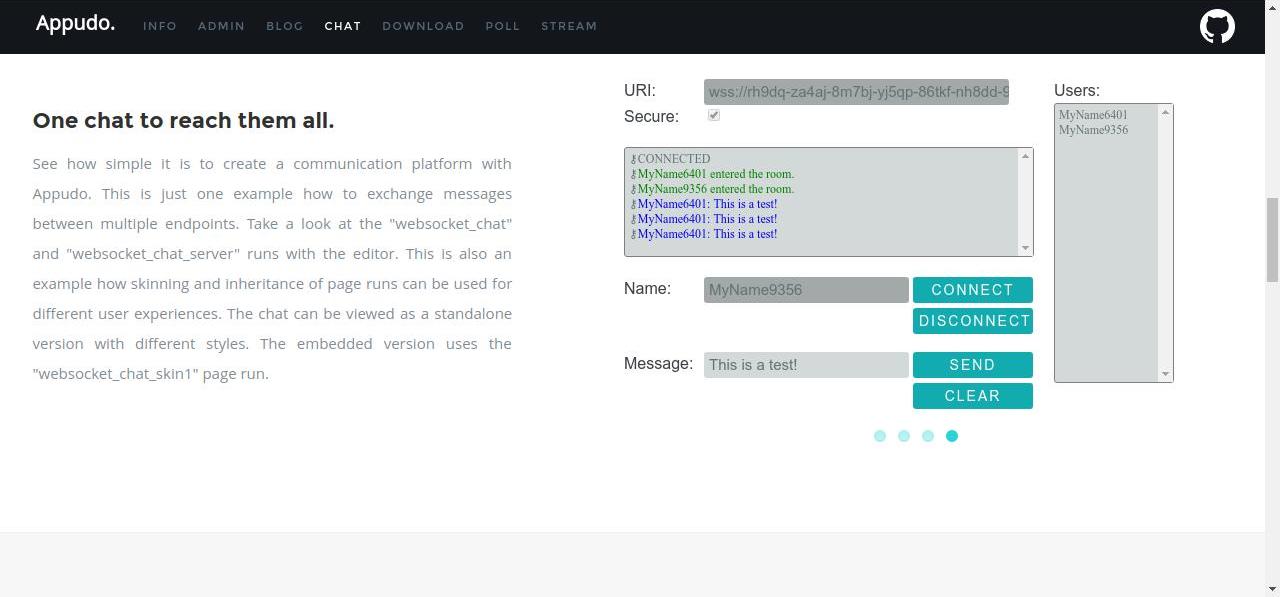 Appudo.
INFO ADMIN BLOG CHAT DOWNLOAD POLL STREAM
One chat to reach them all.
See how simple it is to create a communication platform with
Appudo. This is just one example how to exchange messages
between multiple endpoints. Take a look at the "websocket_chat"
and "websocket_chat_server" runs with the editor. This is also an
example how skinning and inheritance of page runs can be used for
different user experiences. The chat can be viewed as a standalone
version with different styles. The embedded version uses the
"websocket_chat_skin1" page run.
URI: wss://rh9dq-za4aj-8m7bj-yj5qp-86tkf-nh8dd-9
Secure:
CONNECTED
MyName6401 entered the room.
MyName9356 entered the room.
MyName6401: This is a test!
MyName6401: This is a test!
MyName6401: This is a test!
Name: MyName9356 CONNECT
DISCONNECT
Message: This is a test! SEND
CLEAR
Users:
MyName6401
MyName9356